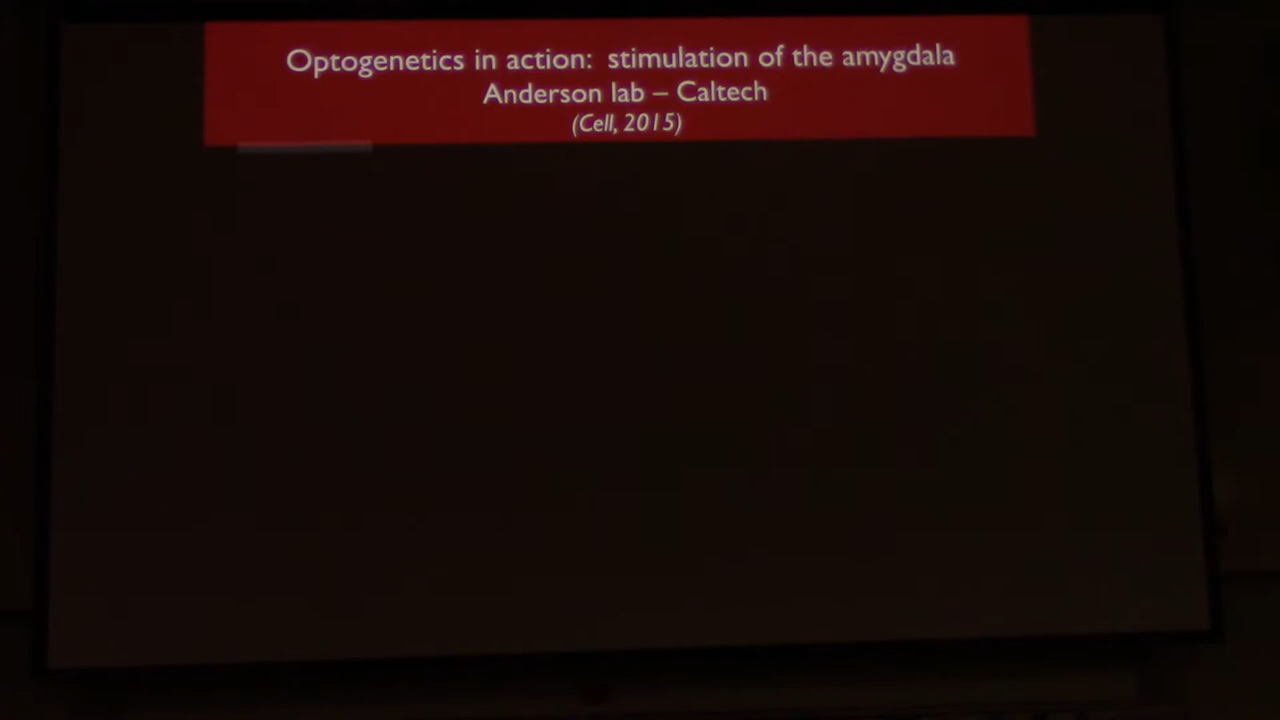 Optogenetics in action: stimulation of the amygdala
Anderson lab – Caltech
(Cell, 2015)